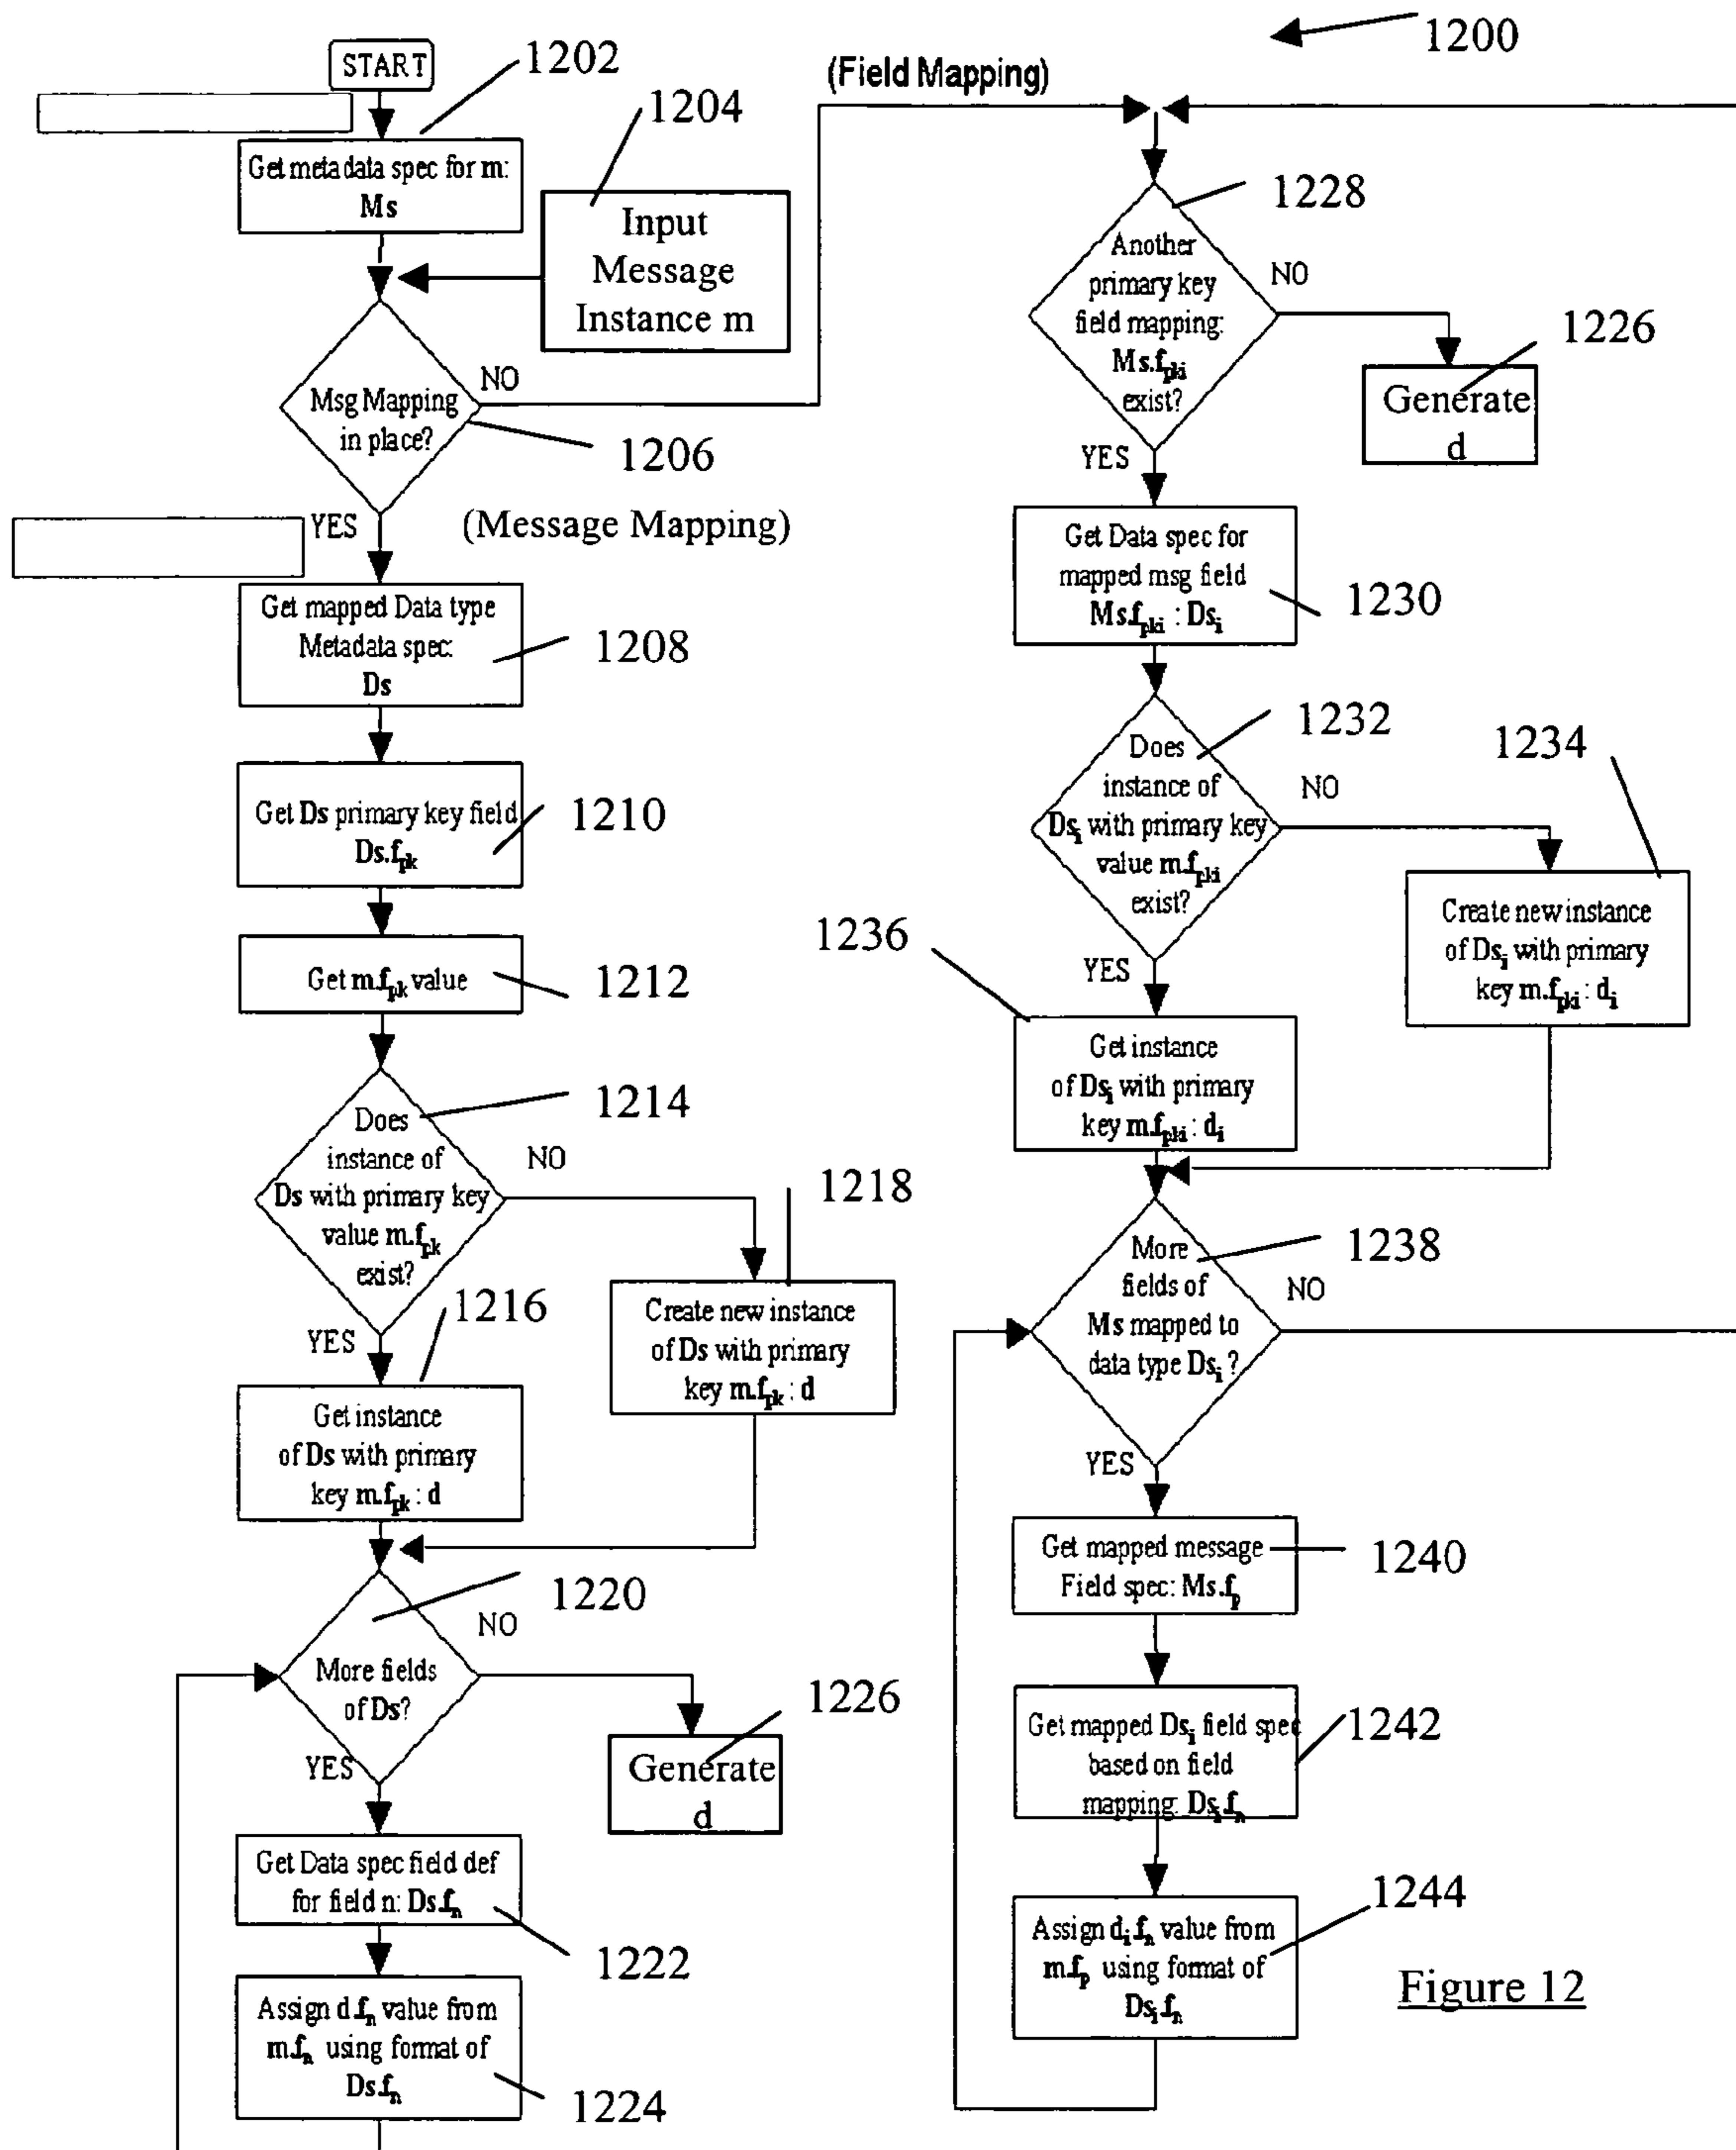 1200
START
1202
Get metadata spec for m:
Ms
1204
Input
Message
Instance m
Msg Mapping
in place?
NO
1206
YES
(Message Mapping)
Get mapped Data type
Metadata spec:
Ds
1208
Get Ds primary key field
Ds.fpk
1210
Get m.fpk value
1212
Does
instance of
Ds with primary key
value m.fpk
exist?
1214
NO
YES
1216
1218
Create new instance
of Ds with primary
key m.fpk : d
Get instance
of Ds with primary
key m.fpk : d
1220
More fields
of Ds?
NO
YES
1226
Generate
d
Get Data spec field def
for field n: Ds.fn
1222
Assign d.fn value from
m.fn using format of
Ds.fn
1224
(Field Mapping)
1228
Another
primary key
field mapping:
Ms.fpki
exist?
NO
YES
1226
Generate
d
Get Data spec for
mapped msg field
Ms.fpki : Dsi
1230
1232
Does
instance of
Dsi with primary key
value m.fpki
exist?
NO
YES
1234
Create new instance
of Dsi with primary
key m.fpki : di
1236
Get instance
of Dsi with primary
key m.fpki : di
1238
More
fields of
Ms mapped to
data type Dsi ?
NO
YES
Get mapped message
Field spec: Ms.fp
1240
Get mapped Dsi field spec
based on field
mapping: Dsi.fn
1242
Assign di.fn value from
m.fp using format of
Dsi.fn
1244
Figure 12